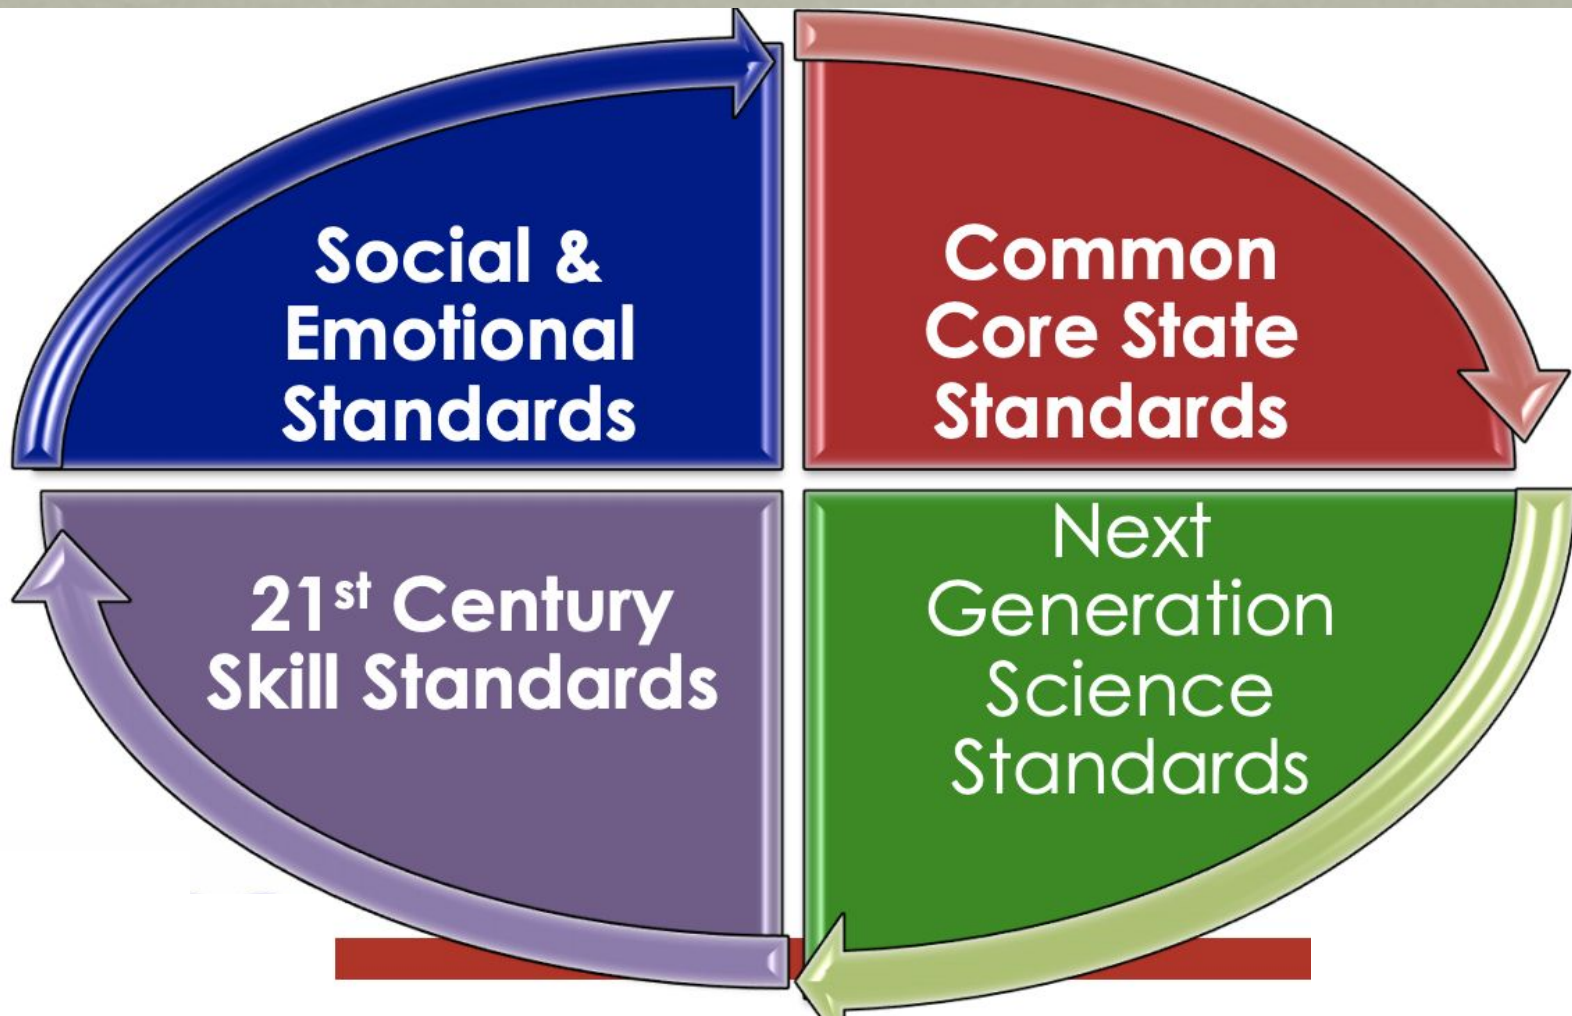 Social &
Emotional
Standards
Common
Core State
Standards
21st Century
Skill Standards
Next
Generation
Science
Standards